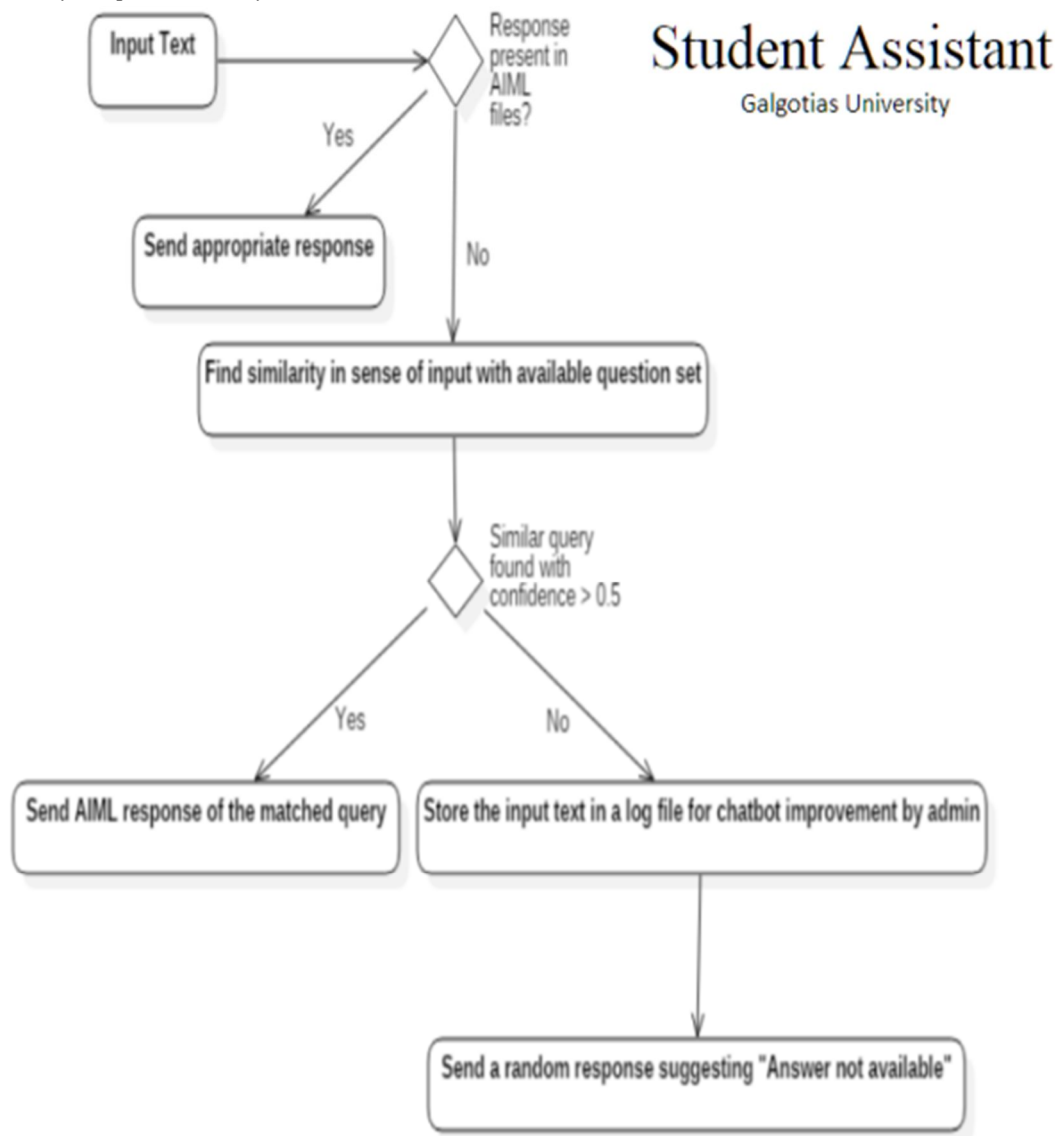 Input Text
Response
present in
AIML
files?
Student Assistant
Galgotias University
Yes
Send appropriate response
No
Find similarity in sense of input with available question set
Similar query
found with
confidence > 0.5
Yes
No
Send AIML response of the matched query
Store the input text in a log file for chatbot improvement by admin
Send a random response suggesting "Answer not available"